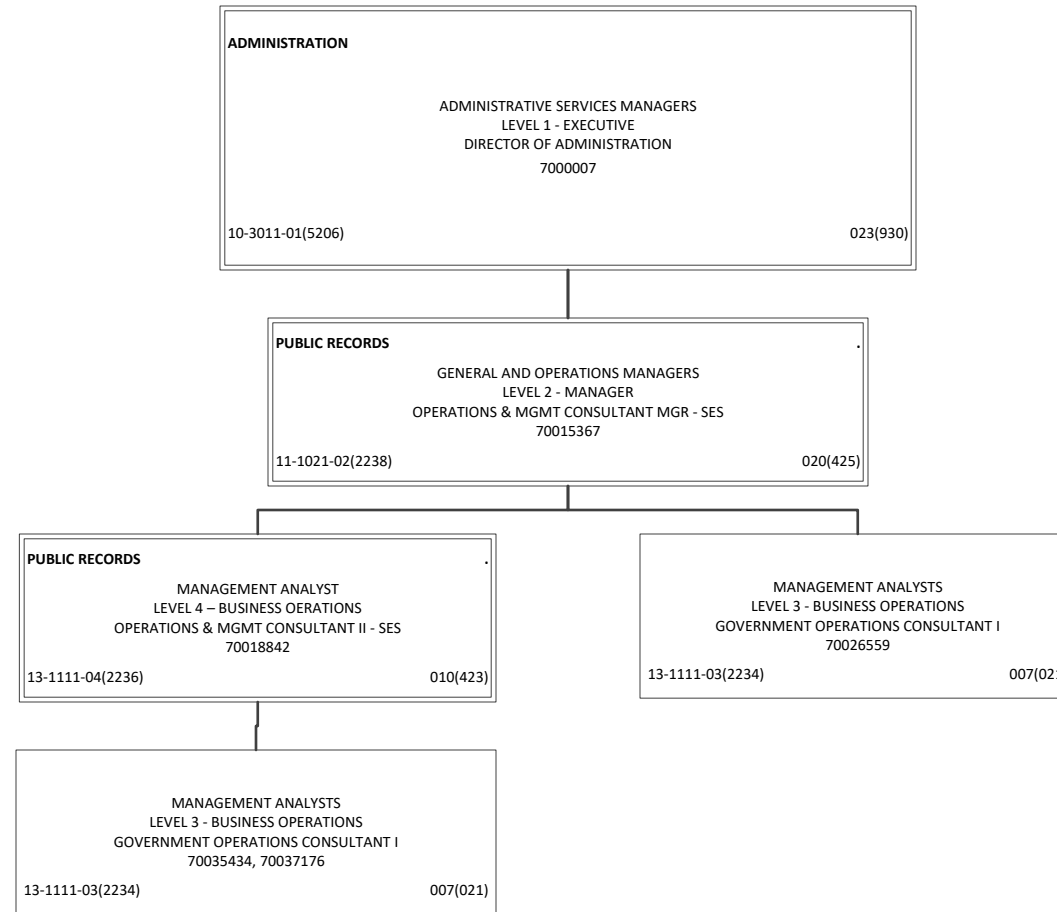 ADMINISTRATION
ADMINISTRATIVE SERVICES MANAGERS
LEVEL 1 - EXECUTIVE
DIRECTOR OF ADMINISTRATION
7000007
10-3011-01(5206) 023(930)
PUBLIC RECORDS .
GENERAL AND OPERATIONS MANAGERS
LEVEL 2 - MANAGER
OPERATIONS & MGMT CONSULTANT MGR - SES
70015367
11-1021-02(2238) 020(425)
PUBLIC RECORDS .
MANAGEMENT ANALYST
LEVEL 4 – BUSINESS OERATIONS
OPERATIONS & MGMT CONSULTANT II - SES
70018842
13-1111-04(2236) 010(423)
MANAGEMENT ANALYSTS
LEVEL 3 - BUSINESS OPERATIONS
GOVERNMENT OPERATIONS CONSULTANT I
70026559
13-1111-03(2234) 007(021
MANAGEMENT ANALYSTS
LEVEL 3 - BUSINESS OPERATIONS
GOVERNMENT OPERATIONS CONSULTANT I
70035434, 70037176
13-1111-03(2234) 007(021)